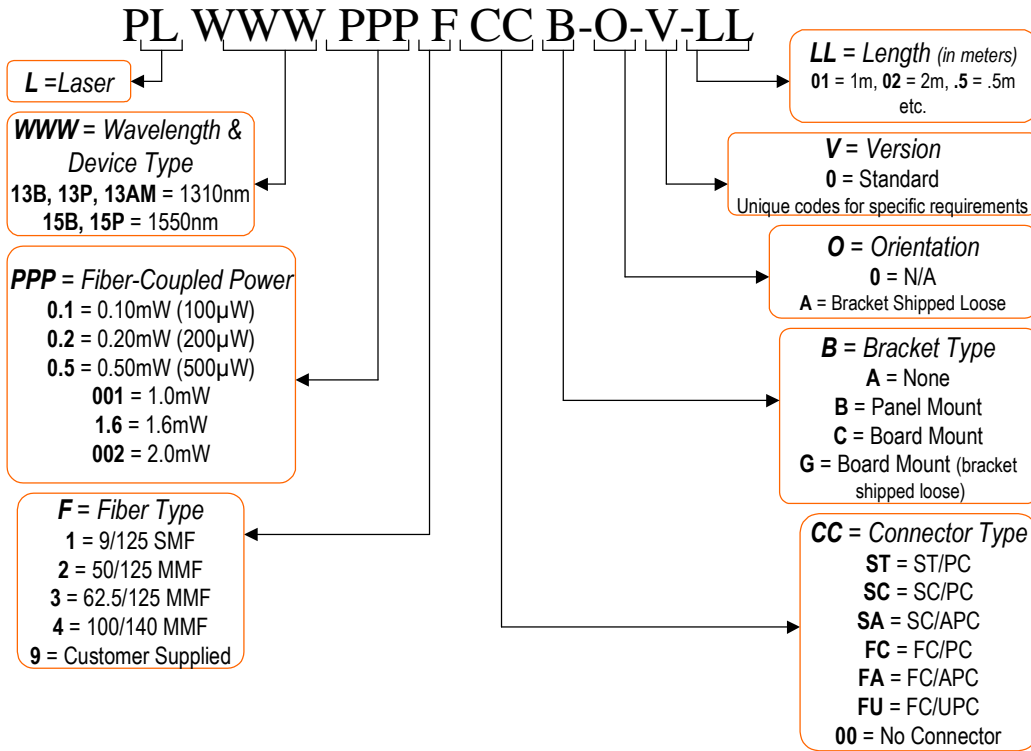 PL WWW PPP F CC B-O-V-LL
L =Laser
WWW = Wavelength &
Device Type
13B, 13P, 13AM = 1310nm
15B, 15P = 1550nm
PPP = Fiber-Coupled Power
0.1 = 0.10mW (100µW)
0.2 = 0.20mW (200µW)
0.5 = 0.50mW (500µW)
001 = 1.0mW
1.6 = 1.6mW
002 = 2.0mW
F = Fiber Type
1 = 9/125 SMF
2 = 50/125 MMF
3 = 62.5/125 MMF
4 = 100/140 MMF
9 = Customer Supplied
LL = Length (in meters)
01 = 1m, 02 = 2m, .5 = .5m
etc.
V = Version
0 = Standard
Unique codes for specific requirements
O = Orientation
0 = N/A
A = Bracket Shipped Loose
B = Bracket Type
A = None
B = Panel Mount
C = Board Mount
G = Board Mount (bracket
shipped loose)
CC = Connector Type
ST = ST/PC
SC = SC/PC
SA = SC/APC
FC = FC/PC
FA = FC/APC
FU = FC/UPC
00 = No Connector